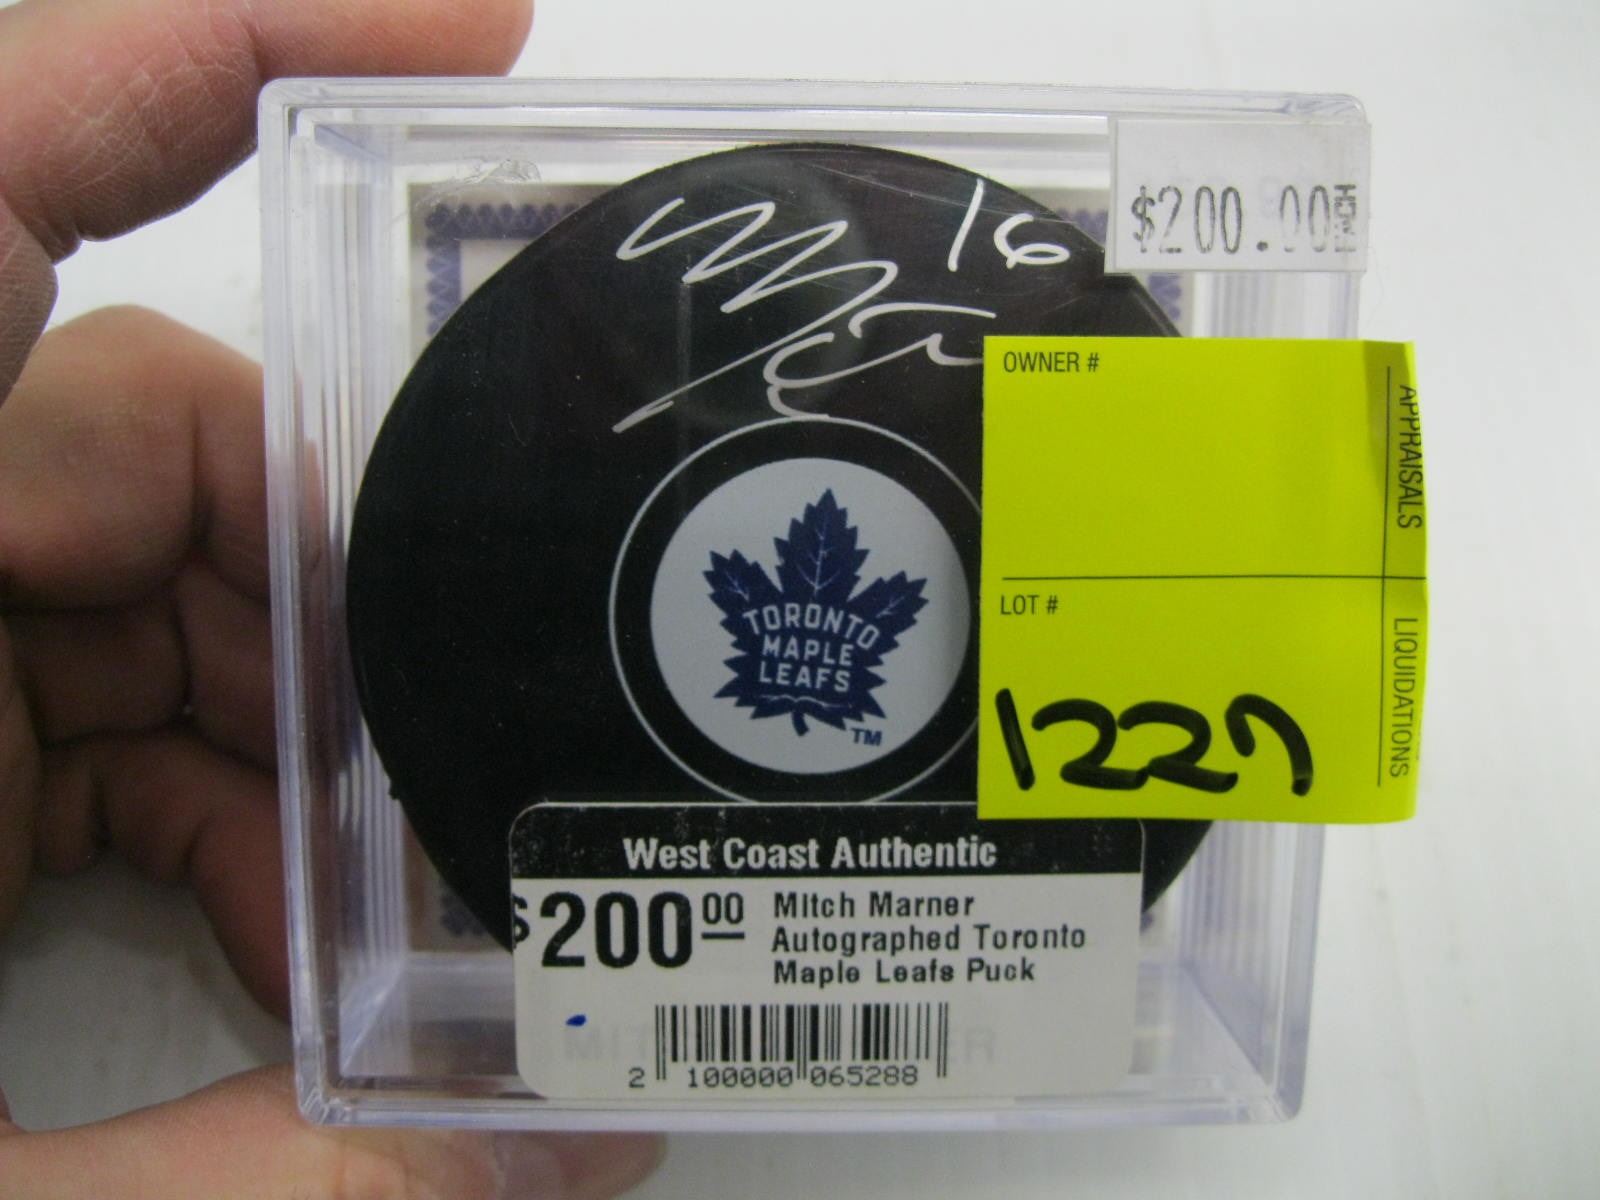 16
$200.00
EACH
OWNER #
APPRAISALS
LOT #
LIQUIDATIONS
1227
TORONTO
MAPLE
LEAFS
TM
West Coast Authentic
$200 00
Mitch Marner
Autographed Toronto
Maple Leafs Puck
2 100000 065288